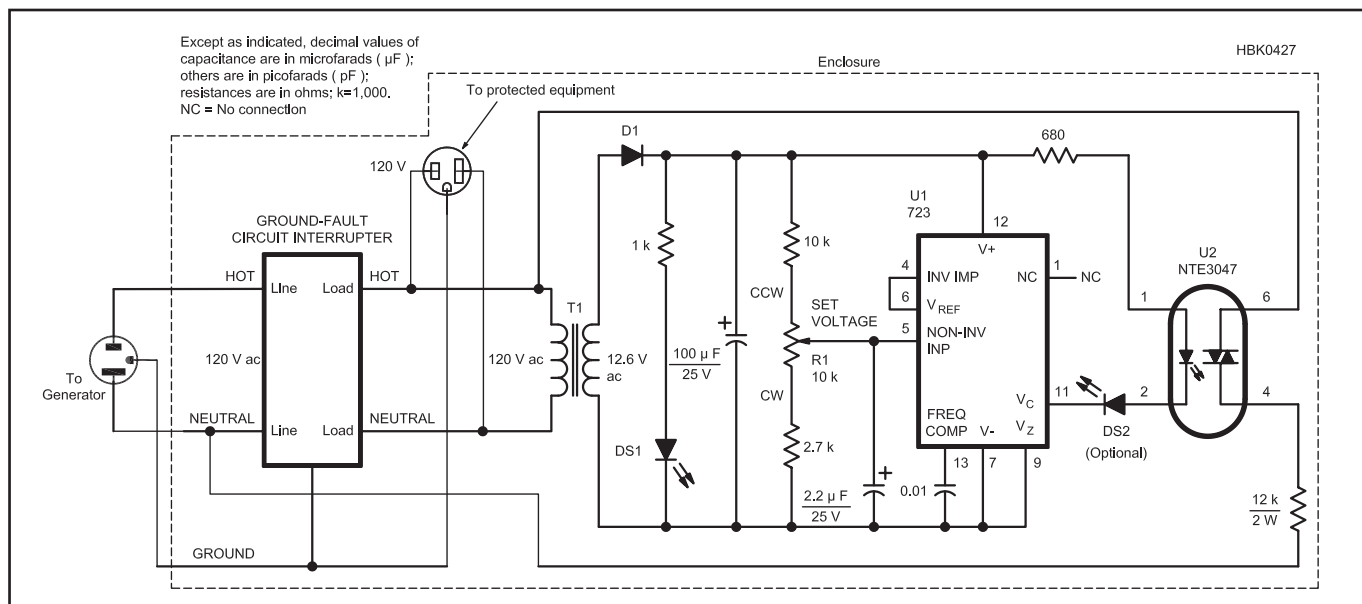 Except as indicated, decimal values of
capacitance are in microfarads ( µF );
others are in picofarads ( pF );
resistances are in ohms; k=1,000.
NC = No connection
HBK0427
Enclosure
To protected equipment
120 V
D1
680
GROUND-FAULT
CIRCUIT INTERRUPTER
HOT
HOT
LIne
Load
120 V ac
To
Generator
NEUTRAL
NEUTRAL
Line
Load
GROUND
T1
120 V ac
12.6 V
ac
1 k
DS1
100 µ F
25 V
10 k
CCW
SET
VOLTAGE
R1
10 k
CW
2.7 k
2.2 µ F
25 V
0.01
U1
723
12
V+
4
INV IMP
6
VREF
5
NON-INV
INP
NC
1
NC
VC
11
FREQ
COMP
V-
VZ
13
7
9
DS2
(Optional)
U2
NTE3047
1
6
2
4
12 k
2 W